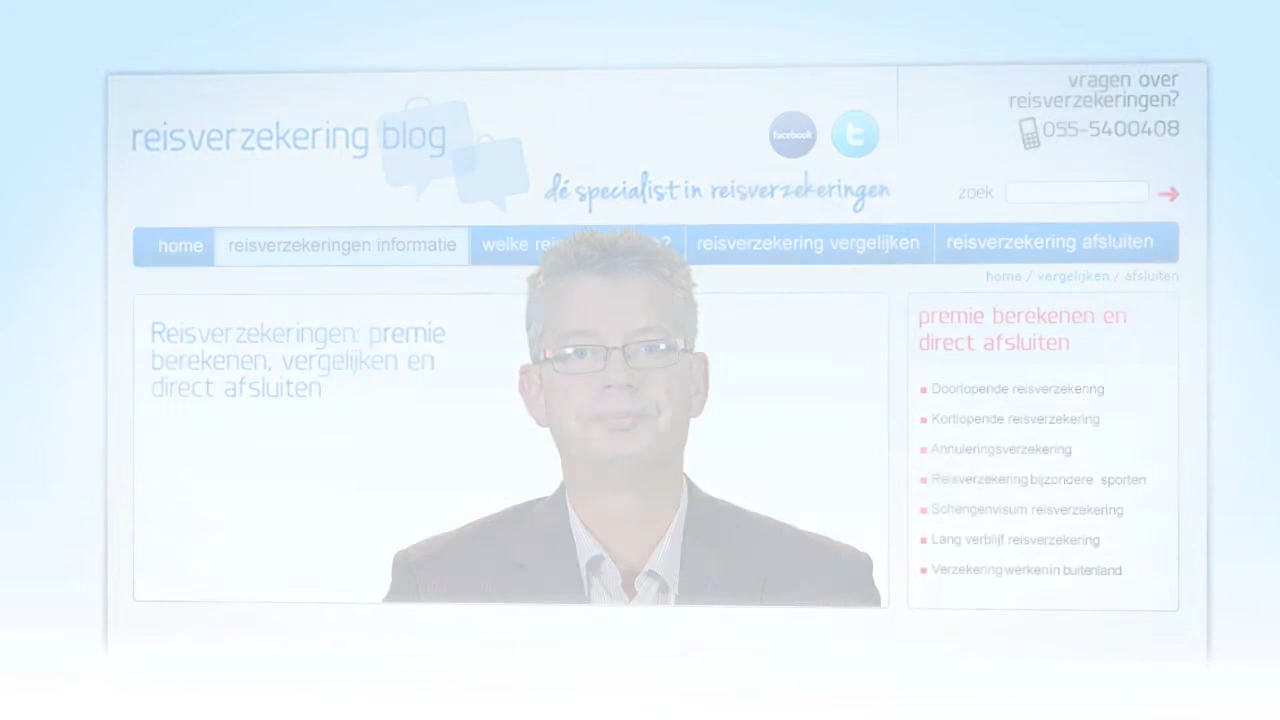 vragen over
reisverzekeringen?
055-5400408
reisverzekering blog
facebook
t
dé specialist in reisverzekeringen
zoek
home
reisverzekeringen informatie
welke
reisverzekering vergelijken
reisverzekering afsluiten
home / vergelijken / afsluiten
Reisverzekeringen: premie
berekenen, vergelijken en
direct afsluiten
premie berekenen en
direct afsluiten
Doorlopende reisverzekering
Kortlopende reisverzekering
Annuleringsverzekering
Reisverzekering bijzondere sporten
Schengenvisum reisverzekering
Lang verblijf reisverzekering
Verzekering werken in buitenland